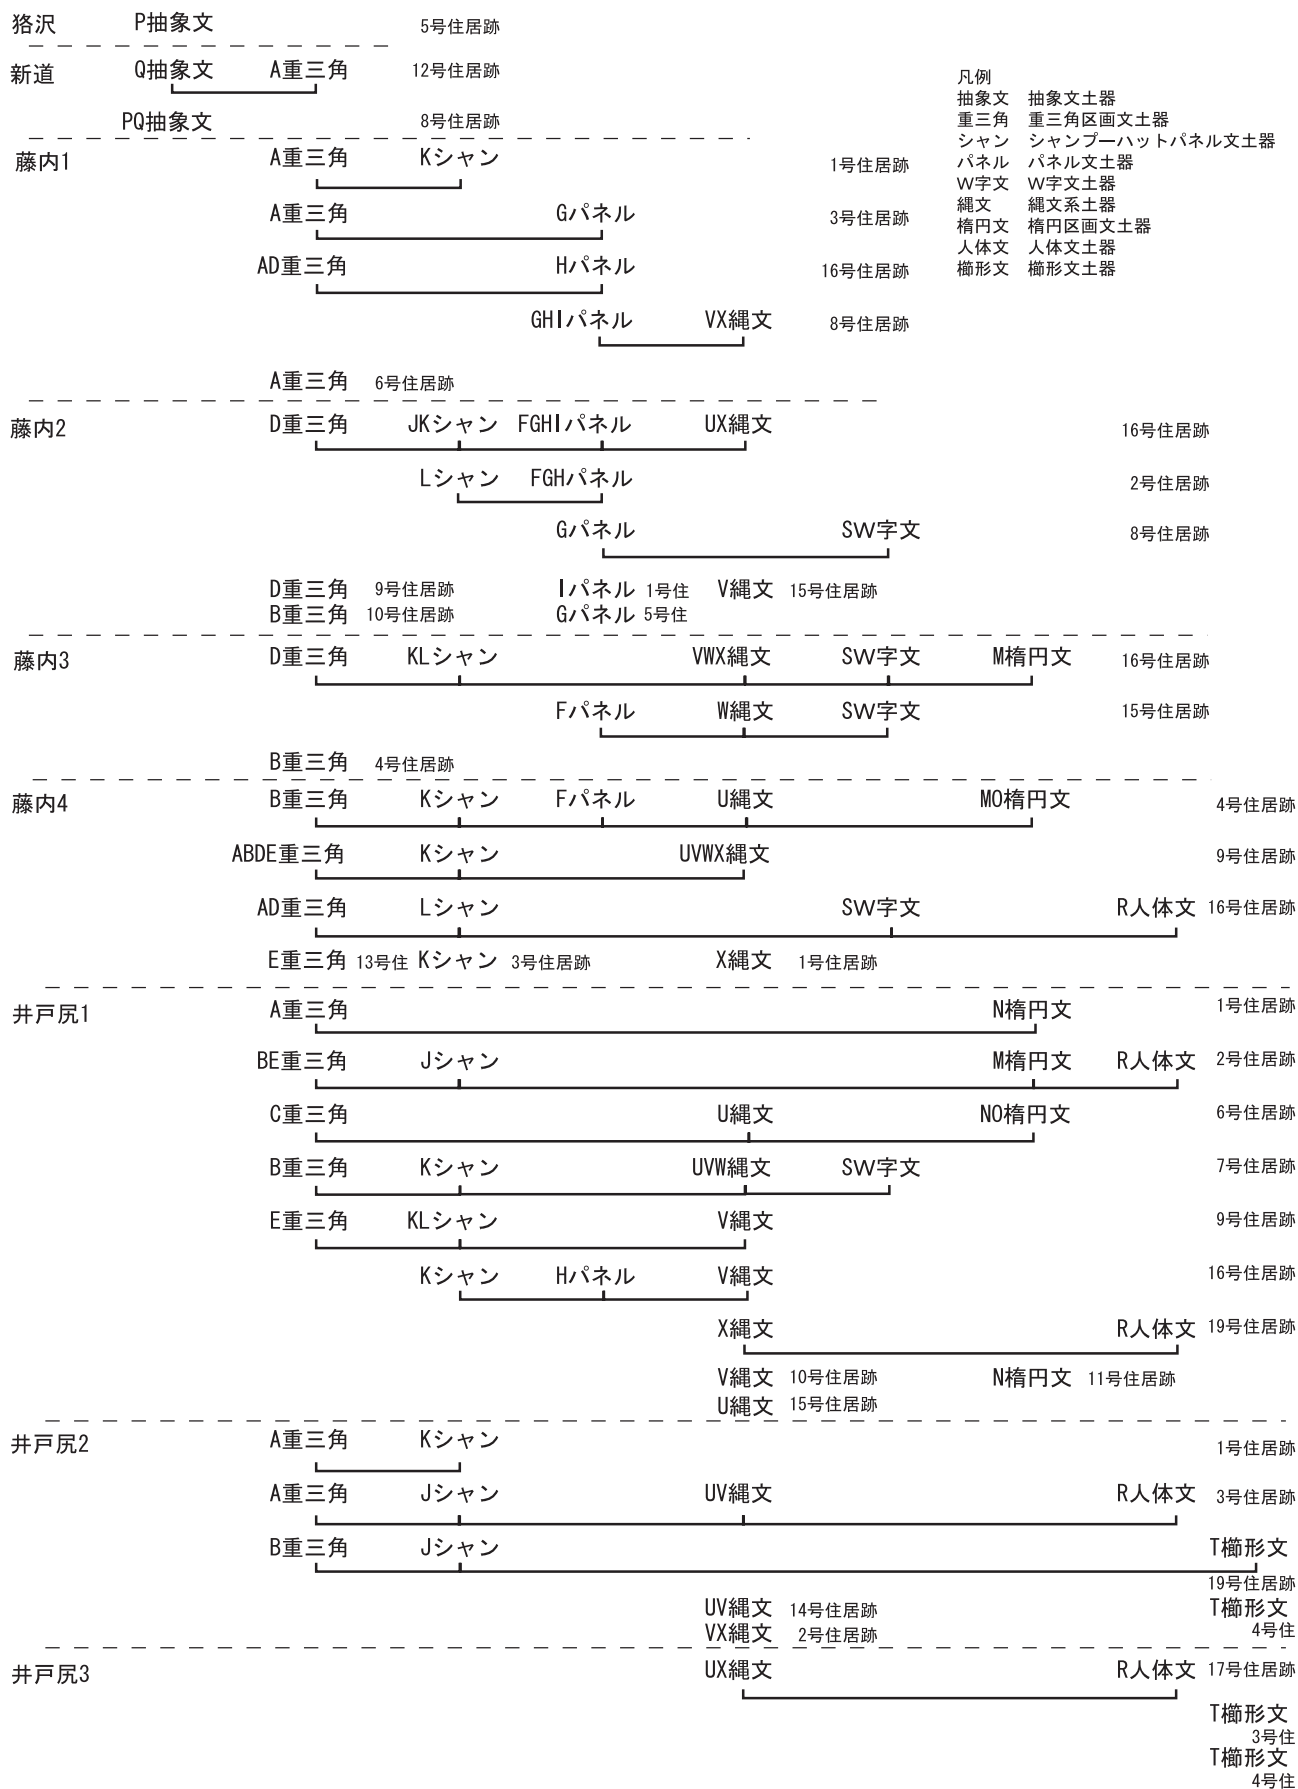 狢沢 P抽象文 5号住居跡
新道 Q抽象文 A重三角 12号住居跡
PQ抽象文 8号住居跡
凡例
抽象文 抽象文土器
重三角 重三角区画文土器
シャン シャンプーハットパネル文土器
パネル パネル文土器
W字文 W字文土器
縄文 縄文系土器
楕円文 楕円区画文土器
人体文 人体文土器
櫛形文 櫛形文土器
藤内1 A重三角 Kシャン 1号住居跡
A重三角 Gパネル 3号住居跡
AD重三角 Hパネル 16号住居跡
GHIパネル VX縄文 8号住居跡
A重三角 6号住居跡
藤内2 D重三角 JKシャン FGHIパネル UX縄文 16号住居跡
Lシャン FGHパネル 2号住居跡
Gパネル SW字文 8号住居跡
D重三角 9号住居跡 Iパネル 1号住 V縄文 15号住居跡
B重三角 10号住居跡 Gパネル 5号住
藤内3 D重三角 KLシャン VWX縄文 SW字文 M楕円文 16号住居跡
Fパネル W縄文 SW字文 15号住居跡
B重三角 4号住居跡
藤内4 B重三角 Kシャン Fパネル U縄文 MO楕円文 4号住居跡
ABDE重三角 Kシャン UVWX縄文 9号住居跡
AD重三角 Lシャン SW字文 R人体文 16号住居跡
E重三角 13号住 Kシャン 3号住居跡 X縄文 1号住居跡
井戸尻1 A重三角 N楕円文 1号住居跡
BE重三角 Jシャン M楕円文 R人体文 2号住居跡
C重三角 U縄文 NO楕円文 6号住居跡
B重三角 Kシャン UVW縄文 SW字文 7号住居跡
E重三角 KLシャン V縄文 9号住居跡
Kシャン Hパネル V縄文 16号住居跡
X縄文 R人体文 19号住居跡
V縄文 10号住居跡 N楕円文 11号住居跡
U縄文 15号住居跡
井戸尻2 A重三角 Kシャン 1号住居跡
A重三角 Jシャン UV縄文 R人体文 3号住居跡
B重三角 Jシャン T櫛形文
19号住居跡
UV縄文 14号住居跡 T櫛形文
VX縄文 2号住居跡 4号住
井戸尻3 UX縄文 R人体文 17号住居跡
T櫛形文
3号住
T櫛形文
4号住